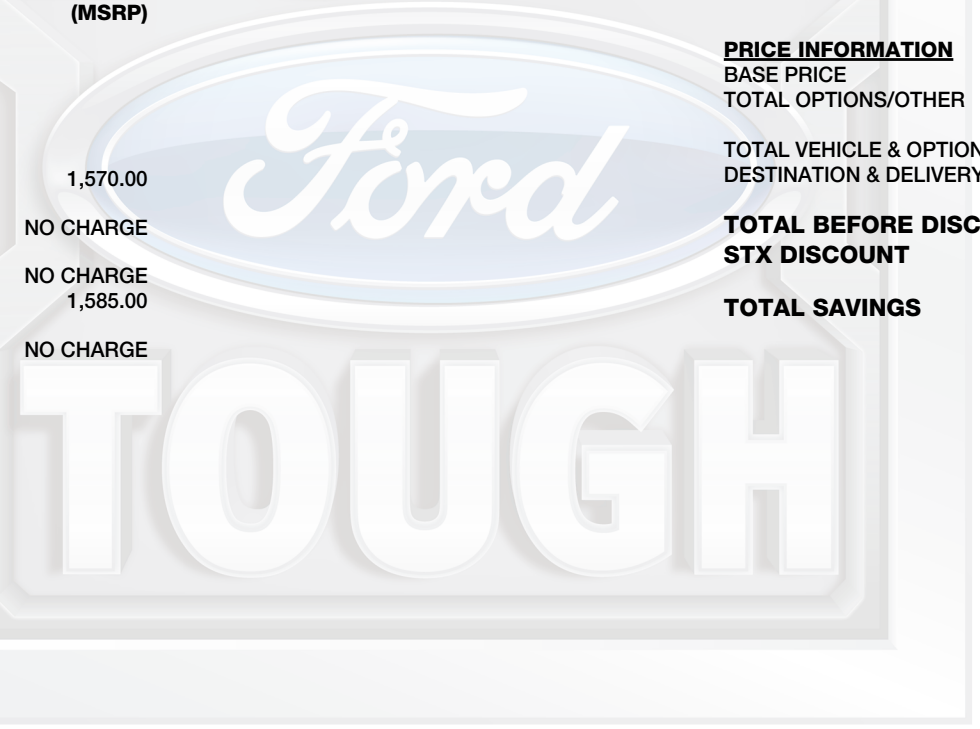 (MSRP)
1,570.00
NO CHARGE
NO CHARGE
1,585.00
NO CHARGE
PRICE INFORMATION
BASE PRICE
TOTAL OPTIONS/OTHER
TOTAL VEHICLE & OPTION
DESTINATION & DELIVERY
TOTAL BEFORE DISC
STX DISCOUNT
TOTAL SAVINGS
Ford
TOUGH